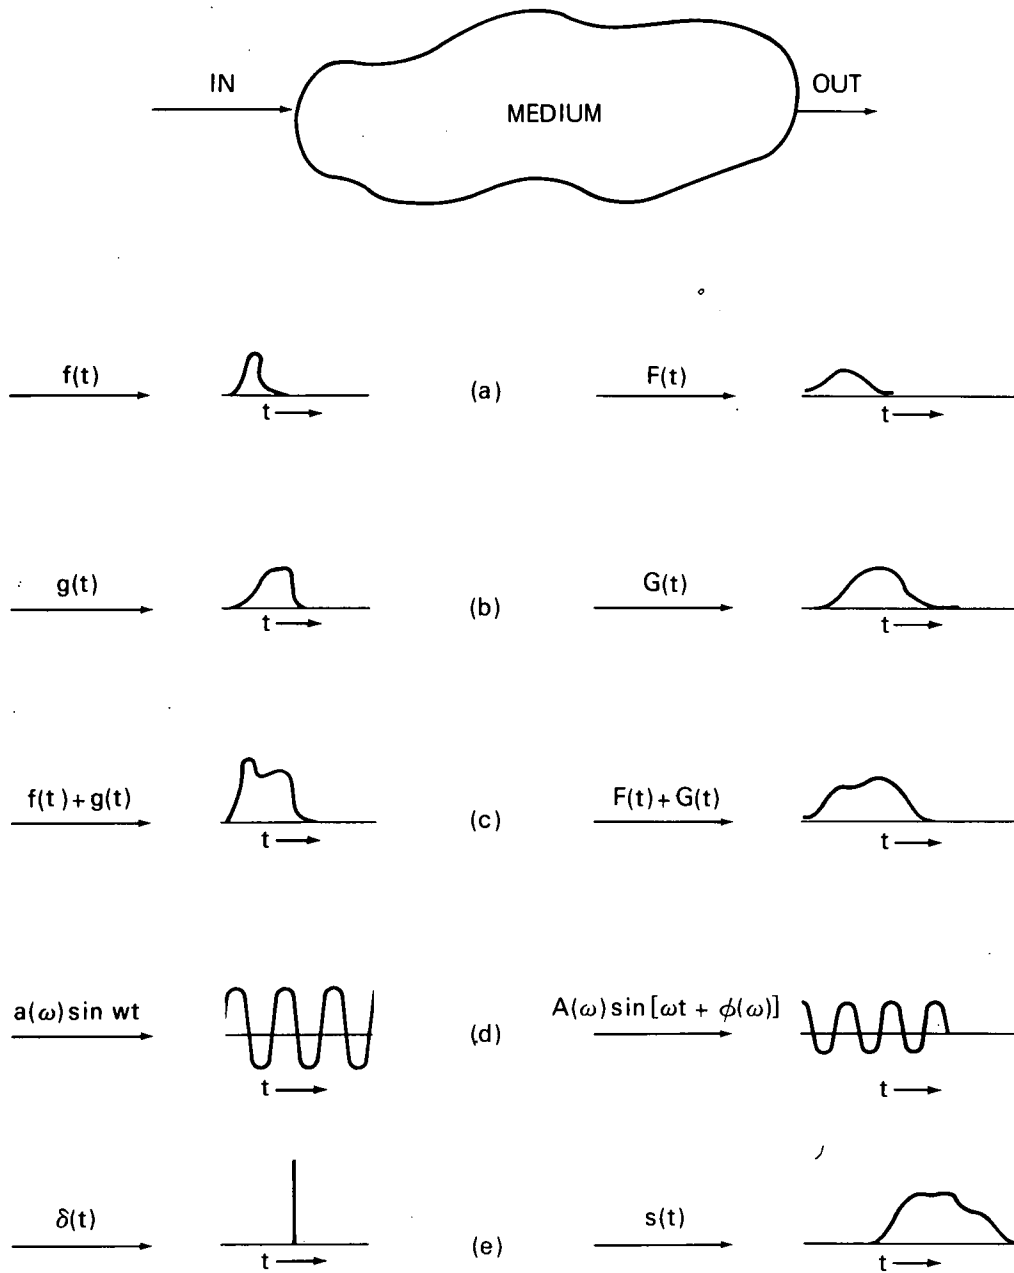 IN
OUT
MEDIUM
f(t)
t
(a)
F(t)
t
g(t)
t
(b)
G(t)
t
f(t)+g(t)
t
(c)
F(t)+G(t)
t
a(ω) sin wt
t
(d)
A(ω) sin [ωt + ϕ(ω)]
t
δ(t)
t
(e)
s(t)
t